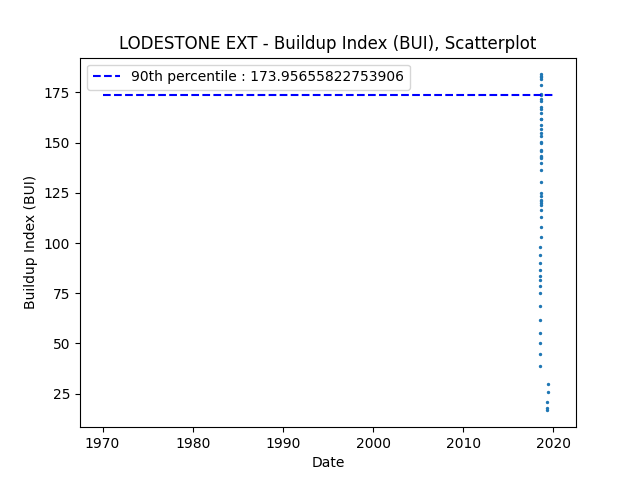 LODESTONE EXT - Buildup Index (BUI), Scatterplot
90th percentile : 173.95655822753906
175
150
125
100
75
50
25
Buildup Index (BUI)
1970 1980 1990 2000 2010 2020
Date